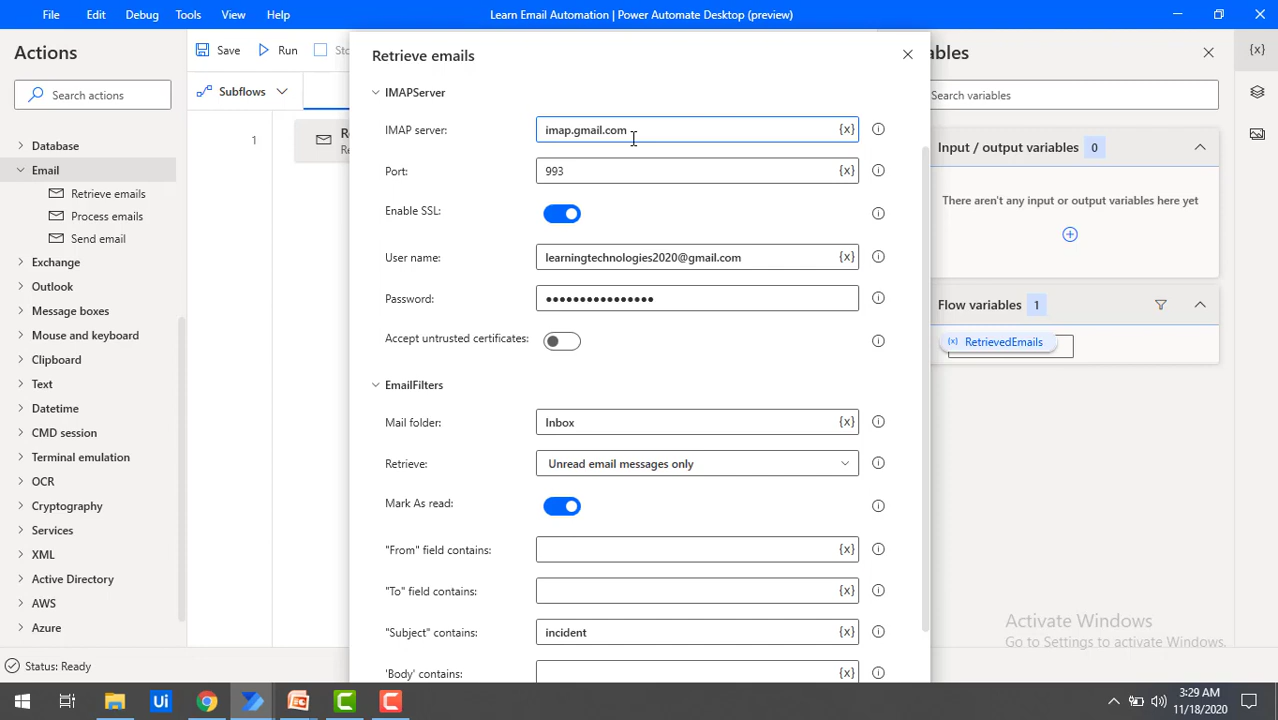 File Edit Debug Tools View Help Learn Email Automation | Power Automate Desktop (preview)
Actions
Save Run Sto
Search actions
Subflows
Database
Email
Retrieve emails
Process emails
Send email
Exchange
Outlook
Message boxes
Mouse and keyboard
Clipboard
Text
Datetime
CMD session
Terminal emulation
OCR
Cryptography
Services
XML
Active Directory
AWS
Azure
1
Re
Retrieve emails
IMAPServer
IMAP server: imap.gmail.com {x}
Port: 993 {x}
Enable SSL:
User name: learningtechnologies2020@gmail.com {x}
Password: ••••••••••••••••
Accept untrusted certificates:
EmailFilters
Mail folder: Inbox {x}
Retrieve: Unread email messages only
Mark As read:
"From" field contains: {x}
"To" field contains: {x}
"Subject" contains: incident {x}
'Body' contains: {x}
ables
{x}
Search variables
Input / output variables 0
There aren't any input or output variables here yet
Flow variables 1
(x) RetrievedEmails
Activate Windows
Go to Settings to activate Windows.
Status: Ready
Ui
3:29 AM
11/18/2020